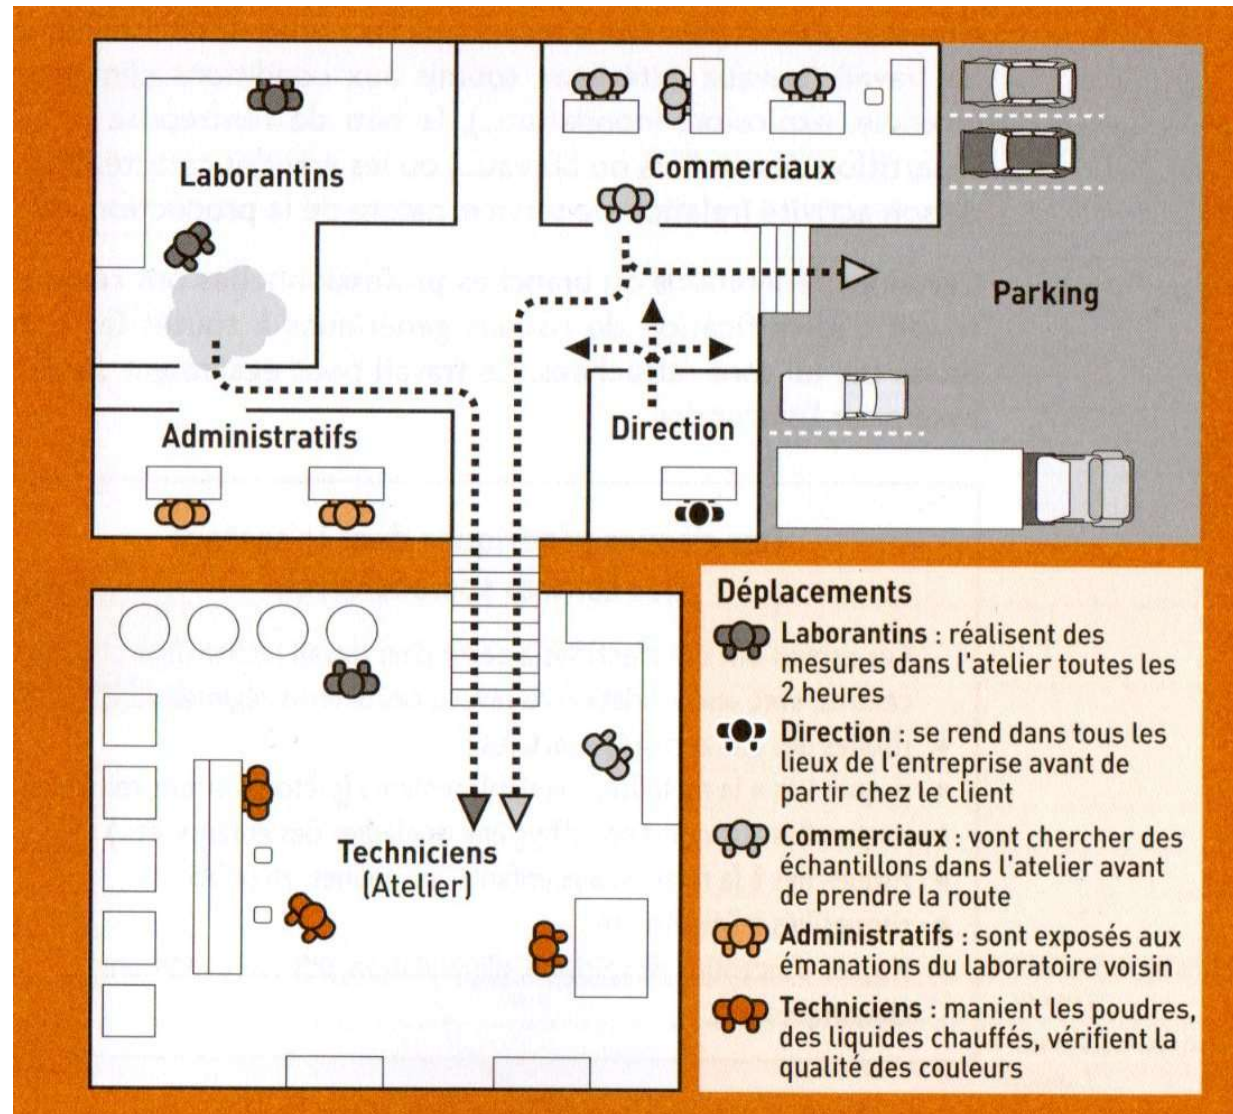 Laborantins
Commerciaux
Parking
Administratifs
Direction
Techniciens
(Atelier)
Déplacements
Laborantins : réalisent des
mesures dans l'atelier toutes les
2 heures
Direction : se rend dans tous les
lieux de l'entreprise avant de
partir chez le client
Commerciaux : vont chercher des
échantillons dans l'atelier avant
de prendre la route
Administratifs : sont exposés aux
émanations du laboratoire voisin
Techniciens : manient les poudres,
des liquides chauffés, vérifient la
qualité des couleurs